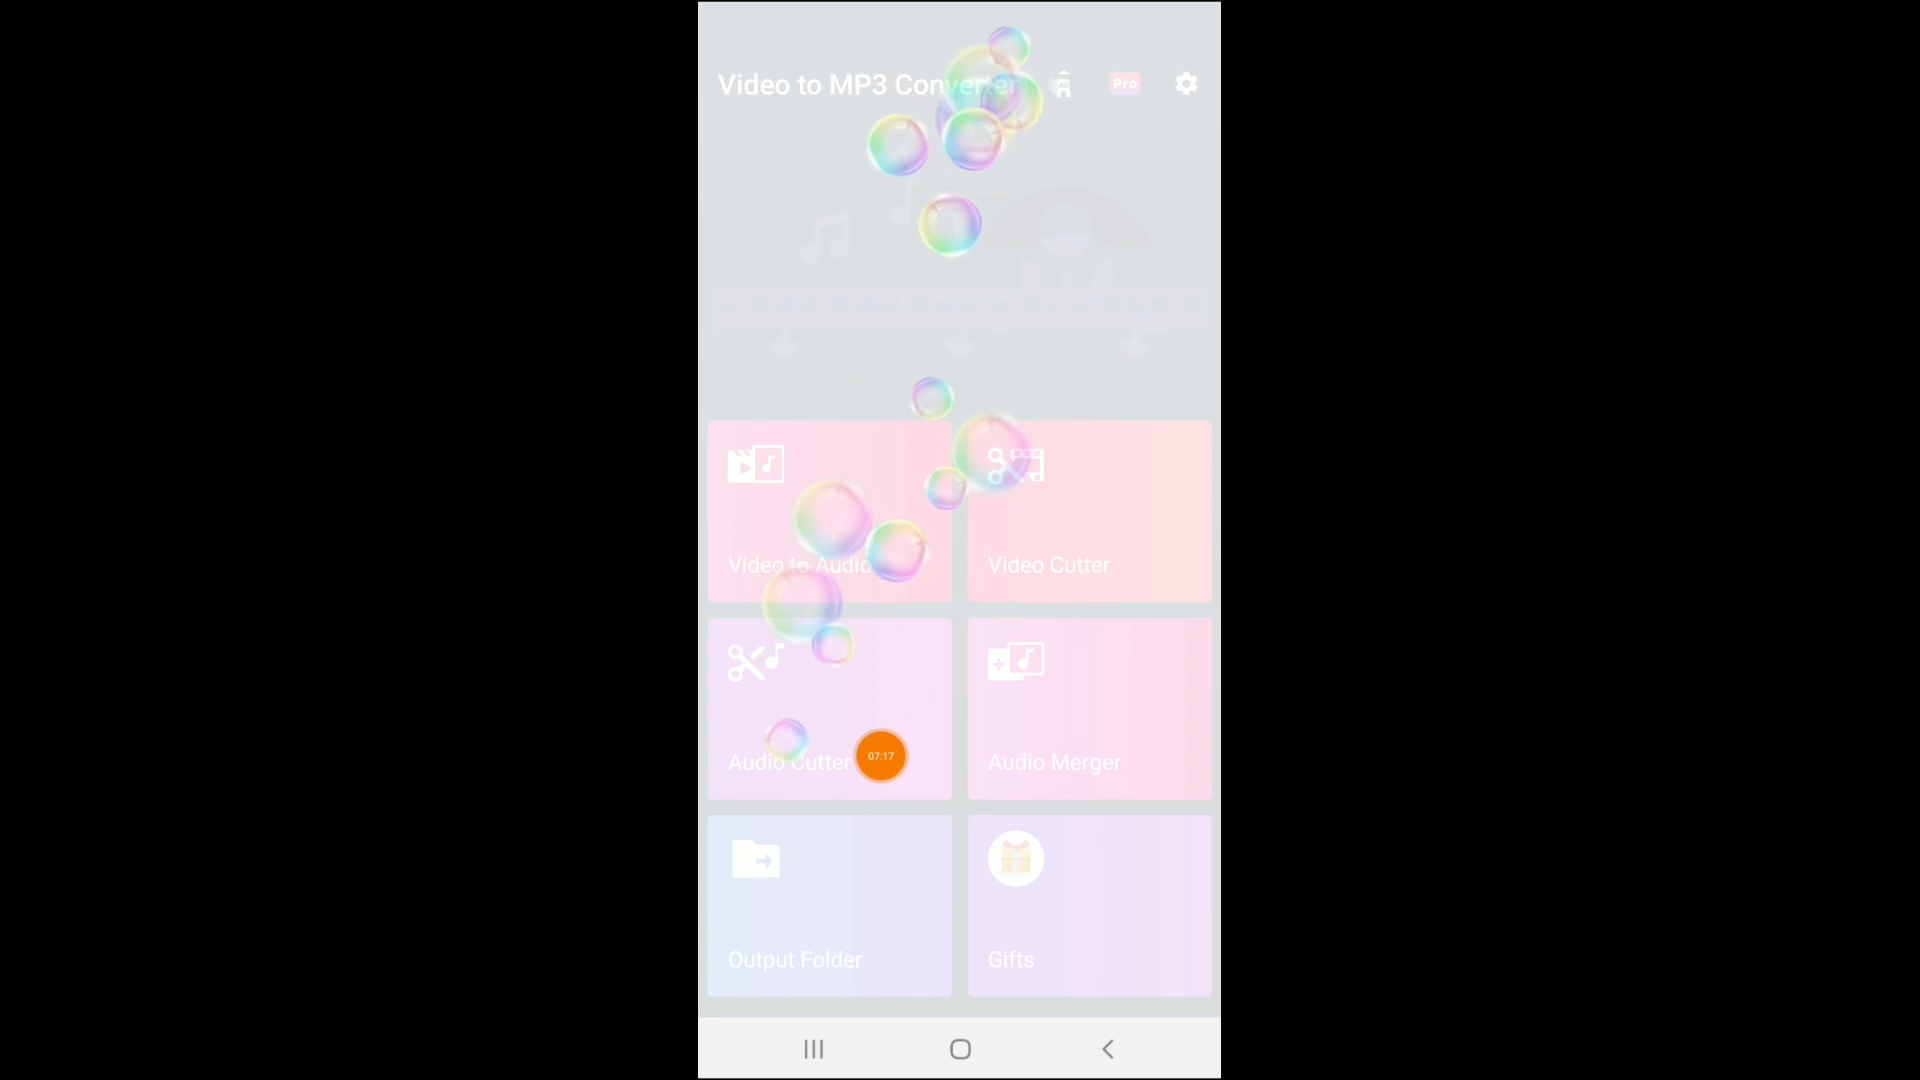 Video to MP3 Converter
Pro
Video to Audio
Video Cutter
Audio Cutter
07:17
Audio Merger
Output Folder
Gifts